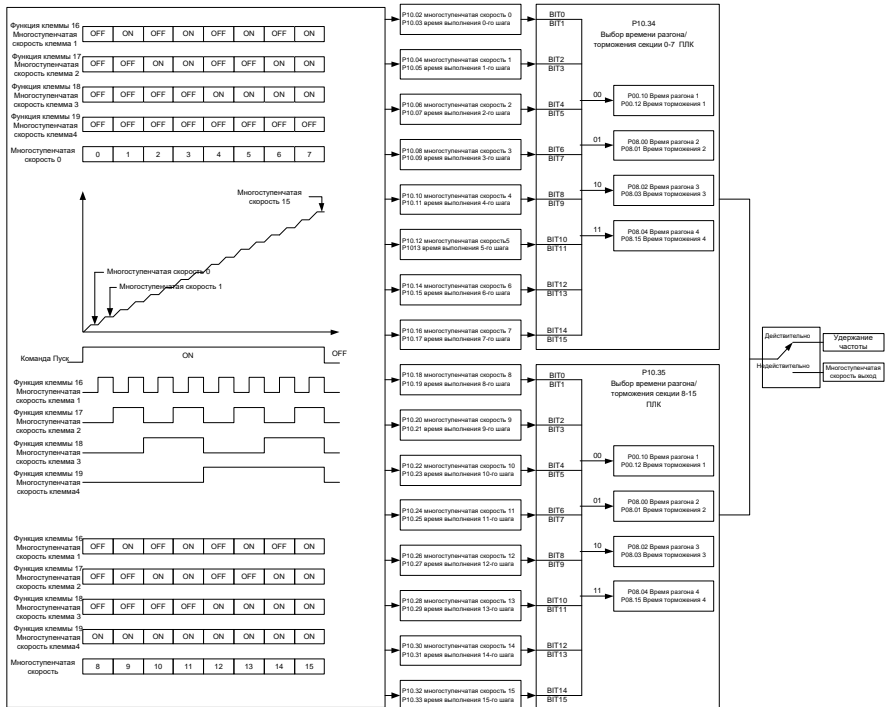 Функция клеммы 16
Многоступенчатая
скорость клемма 1
OFF ON OFF ON OFF ON OFF ON
Функция клеммы 17
Многоступенчатая
скорость клемма 2
OFF OFF ON ON OFF OFF ON ON
Функция клеммы 18
Многоступенчатая
скорость клемма 3
OFF OFF OFF OFF ON ON ON ON
Функция клеммы 19
Многоступенчатая
скорость клемма4
OFF OFF OFF OFF OFF OFF OFF OFF
Многоступенчатая
скорость 0
0 1 2 3 4 5 6 7
Многоступенчатая
скорость 15
Многоступенчатая скорость 0
Многоступенчатая скорость 1
Команда Пуск
ON
OFF
Функция клеммы 16
Многоступенчатая
скорость клемма 1
Функция клеммы 17
Многоступенчатая
скорость клемма 2
Функция клеммы 18
Многоступенчатая
скорость клемма 3
Функция клеммы 19
Многоступенчатая
скорость клемма4
Функция клеммы 16
Многоступенчатая
скорость клемма 1
OFF ON OFF ON OFF ON OFF ON
Функция клеммы 17
Многоступенчатая
скорость клемма 2
OFF OFF ON ON OFF OFF ON ON
Функция клеммы 18
Многоступенчатая
скорость клемма 3
OFF OFF OFF OFF ON ON ON ON
Функция клеммы 19
Многоступенчатая
скорость клемма4
ON ON ON ON ON ON ON ON
Многоступенчатая
скорость
8 9 10 11 12 13 14 15
P10.02 многоступенчатая скорость 0
P10.03 время выполнения 0-го шага
P10.04 многоступенчатая скорость 1
P10.05 время выполнения 1-го шага
P10.06 многоступенчатая скорость 2
P10.07 время выполнения 2-го шага
P10.08 многоступенчатая скорость 3
P10.09 время выполнения 3-го шага
P10.10 многоступенчатая скорость 4
P10.11 время выполнения 4-го шага
P10.12 многоступенчатая скорость5
P1013 время выполнения 5-го шага
P10.14 многоступенчатая скорость 6
P10.15 время выполнения 6-го шага
P10.16 многоступенчатая скорость 7
P10.17 время выполнения 7-го шага
P10.18 многоступенчатая скорость 8
P10.19 время выполнения 8-го шага
P10.20 многоступенчатая скорость 9
P10.21 время выполнения 9-го шага
P10.22 многоступенчатая скорость 10
P10.23 время выполнения 10-го шага
P10.24 многоступенчатая скорость 11
P10.25 время выполнения 11-го шага
P10.26 многоступенчатая скорость 12
P10.27 время выполнения 12-го шага
P10.28 многоступенчатая скорость 13
P10.29 время выполнения 13-го шага
P10.30 многоступенчатая скорость 14
P10.31 время выполнения 14-го шага
P10.32 многоступенчатая скорость 15
P10.33 время выполнения 15-го шага
BIT0
BIT1
BIT2
BIT3
BIT4
BIT5
BIT6
BIT7
BIT8
BIT9
BIT10
BIT11
BIT12
BIT13
BIT14
BIT15
P10.34
Выбор времени разгона/
торможения секции 0-7 ПЛК
00
P00.10 Время разгона 1
P00.12 Время торможения 1
01
P08.00 Время разгона 2
P08.01 Время торможения 2
10
P08.02 Время разгона 3
P08.03 Время торможения 3
11
P08.04 Время разгона 4
P08.15 Время торможения 4
BIT0
BIT1
BIT2
BIT3
BIT4
BIT5
BIT6
BIT7
BIT8
BIT9
BIT10
BIT11
BIT12
BIT13
BIT14
BIT15
P10.35
Выбор времени разгона/
торможения секции 8-15
ПЛК
00
P00.10 Время разгона 1
P00.12 Время торможения 1
01
P08.00 Время разгона 2
P08.01 Время торможения 2
10
P08.02 Время разгона 3
P08.03 Время торможения 3
11
P08.04 Время разгона 4
P08.15 Время торможения 4
Действительно
Удержание
частоты
Недействительно
Многоступенчатая
скорость выход